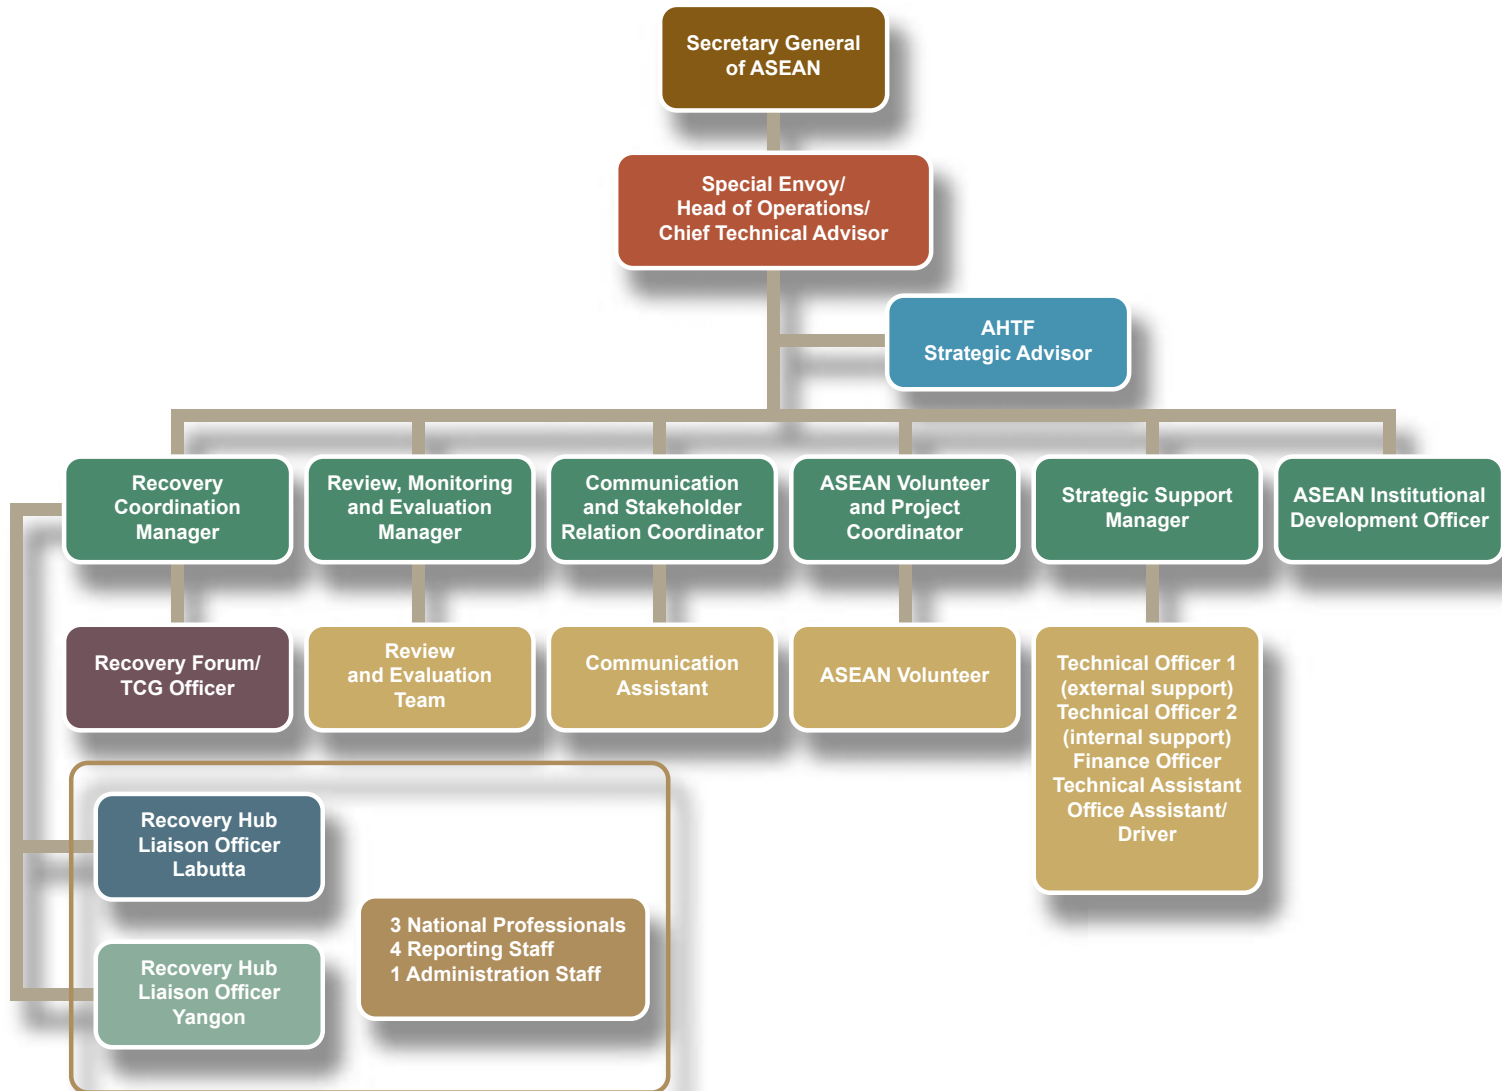 Secretary General
of ASEAN
Special Envoy/
Head of Operations/
Chief Technical Advisor
AHTF
Strategic Advisor
Recovery
Coordination
Manager
Review, Monitoring
and Evaluation
Manager
Communication
and Stakeholder
Relation Coordinator
ASEAN Volunteer
and Project
Coordinator
Strategic Support
Manager
ASEAN Institutional
Development Officer
Recovery Forum/
TCG Officer
Review
and Evaluation
Team
Communication
Assistant
ASEAN Volunteer
Technical Officer 1
(external support)
Technical Officer 2
(internal support)
Finance Officer
Technical Assistant
Office Assistant/
Driver
Recovery Hub
Liaison Officer
Labutta
3 National Professionals
4 Reporting Staff
1 Administration Staff
Recovery Hub
Liaison Officer
Yangon